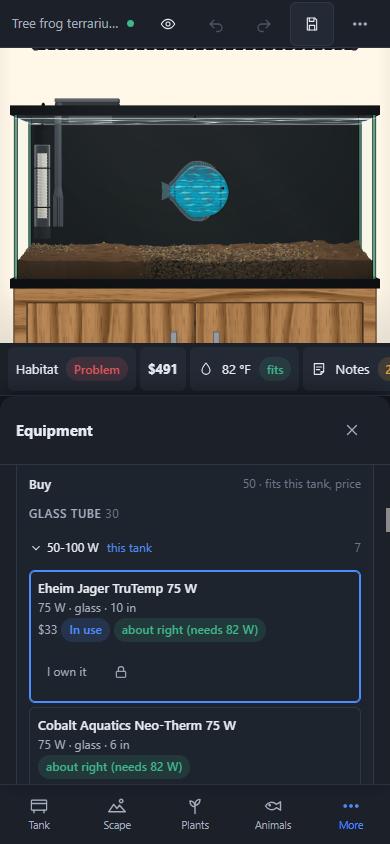 Tree frog terrariu...
Habitat Problem $491 82 °F fits Notes 2
Equipment
Buy 50 · fits this tank, price
GLASS TUBE 30
50-100 W this tank 7
Eheim Jager TruTemp 75 W
75 W · glass · 10 in
$33 In use about right (needs 82 W)
I own it
Cobalt Aquatics Neo-Therm 75 W
75 W · glass · 6 in
about right (needs 82 W)
Tank Scape Plants Animals More